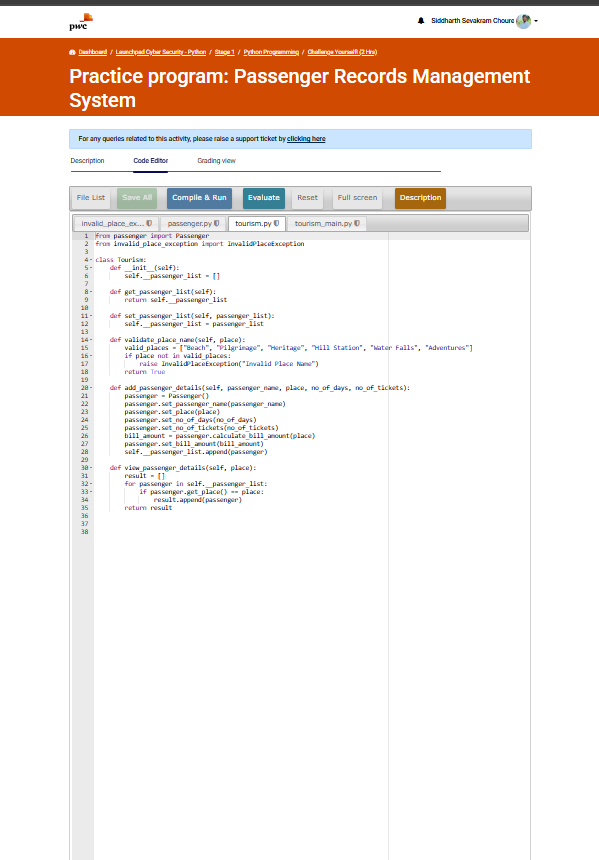 pwc
Siddharth Sevakram Choure
Dashboard / Launchpad Cyber Security - Python / Stage 1 / Python Programming / Challenge Yourself! (2 Hrs)
Practice program: Passenger Records Management
System
For any queries related to this activity, please raise a support ticket by clicking here
Description Code Editor Grading view
File List Save All Compile & Run Evaluate Reset Full screen Description
invalid_place_ex... passenger.py tourism.py tourism_main.py
1 from passenger import Passenger
2 from invalid_place_exception import InvalidPlaceException
3
4 class Tourism:
5 def __init__(self):
6 self.__passenger_list = []
7
8 def get_passenger_list(self):
9 return self.__passenger_list
10
11 def set_passenger_list(self, passenger_list):
12 self.__passenger_list = passenger_list
13
14 def validate_place_name(self, place):
15 valid_places = ["Beach", "Pilgrimage", "Heritage", "Hill Station", "Water Falls", "Adventures"]
16 if place not in valid_places:
17 raise InvalidPlaceException("Invalid Place Name")
18 return True
19
20 def add_passenger_details(self, passenger_name, place, no_of_days, no_of_tickets):
21 passenger = Passenger()
22 passenger.set_passenger_name(passenger_name)
23 passenger.set_place(place)
24 passenger.set_no_of_days(no_of_days)
25 passenger.set_no_of_tickets(no_of_tickets)
26 bill_amount = passenger.calculate_bill_amount(place)
27 passenger.set_bill_amount(bill_amount)
28 self.__passenger_list.append(passenger)
29
30 def view_passenger_details(self, place):
31 result = []
32 for passenger in self.__passenger_list:
33 if passenger.get_place() == place:
34 result.append(passenger)
35 return result
36
37
38